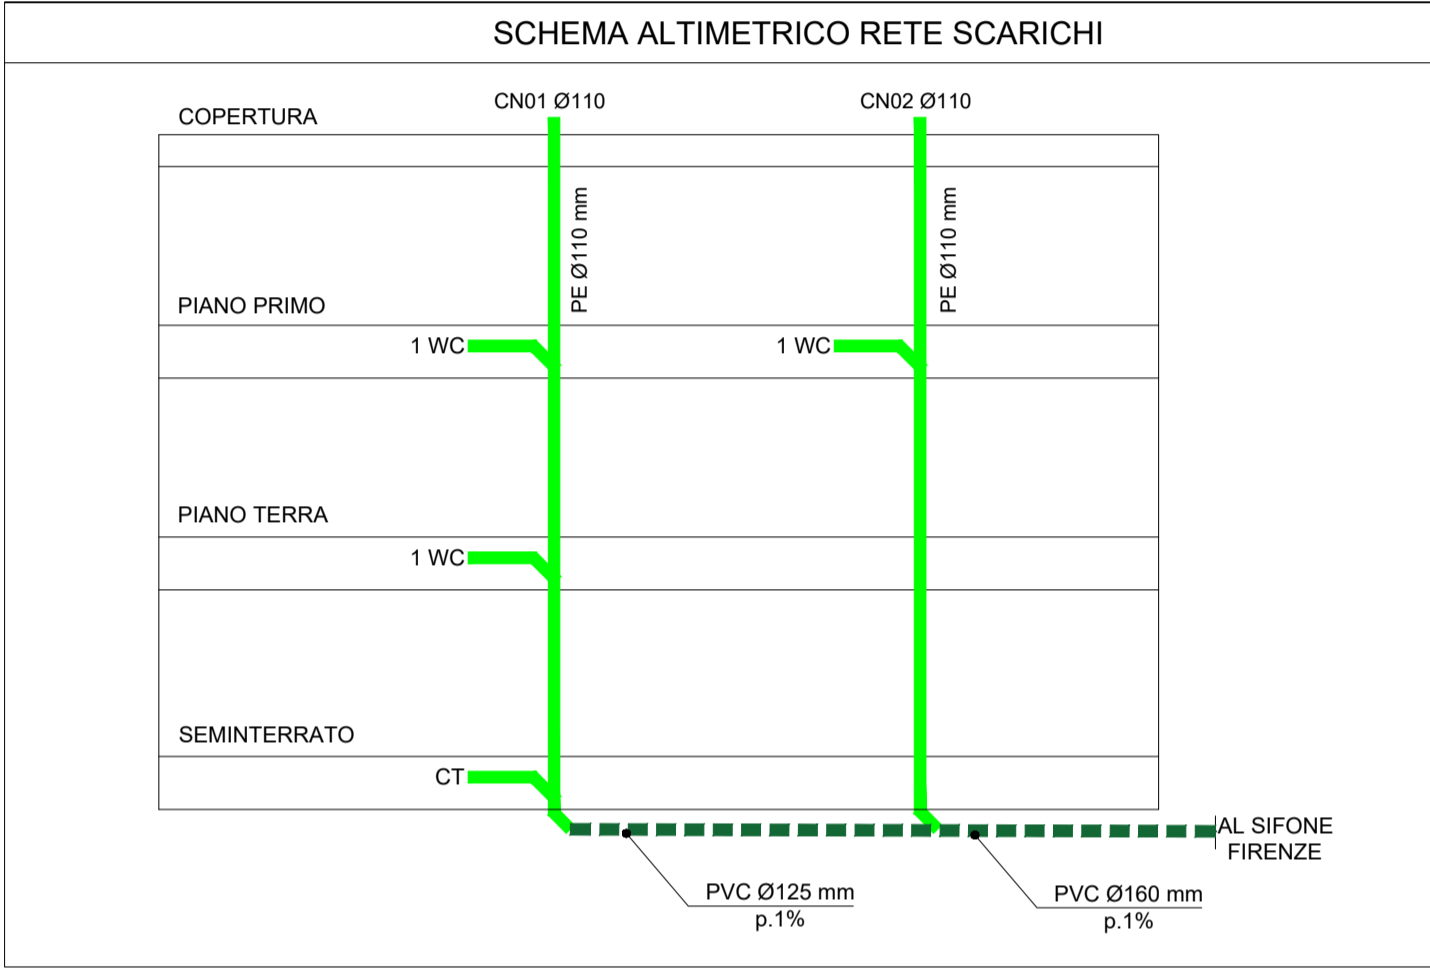 SCHEMA ALTIMETRICO RETE SCARICHI
CN01 Ø110
CN02 Ø110
COPERTURA
PE Ø110 mm
PE Ø110 mm
PIANO PRIMO
1 WC
1 WC
PIANO TERRA
1 WC
SEMINTERRATO
CT
AL SIFONE
FIRENZE
PVC Ø125 mm
p.1%
PVC Ø160 mm
p.1%